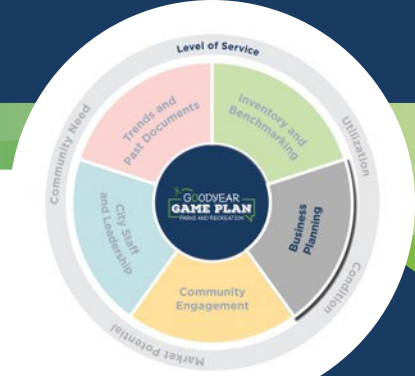 Level of Service
Community Need
Utilization
Trends and
Past Documents
Inventory and
Benchmarking
GOODYEAR
GAME PLAN
PARKS AND RECREATION
City Staff
and Leadership
Business
Planning
Community
Engagement
Condition
Market Potential